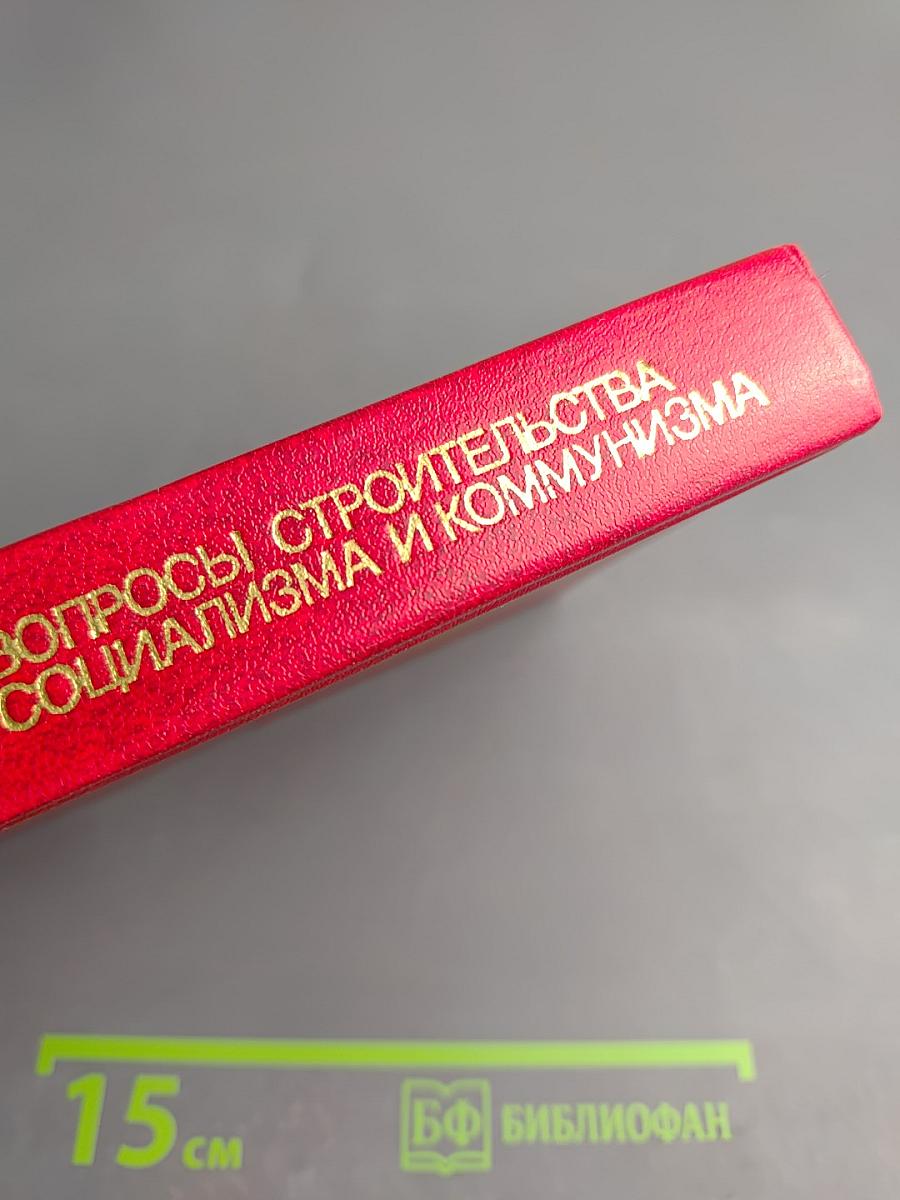 ВОПРОСЫ СТРОИТЕЛЬСТВА
СОЦИАЛИЗМА И КОММУНИЗМА
15 см
БФ БИБЛИОФАН